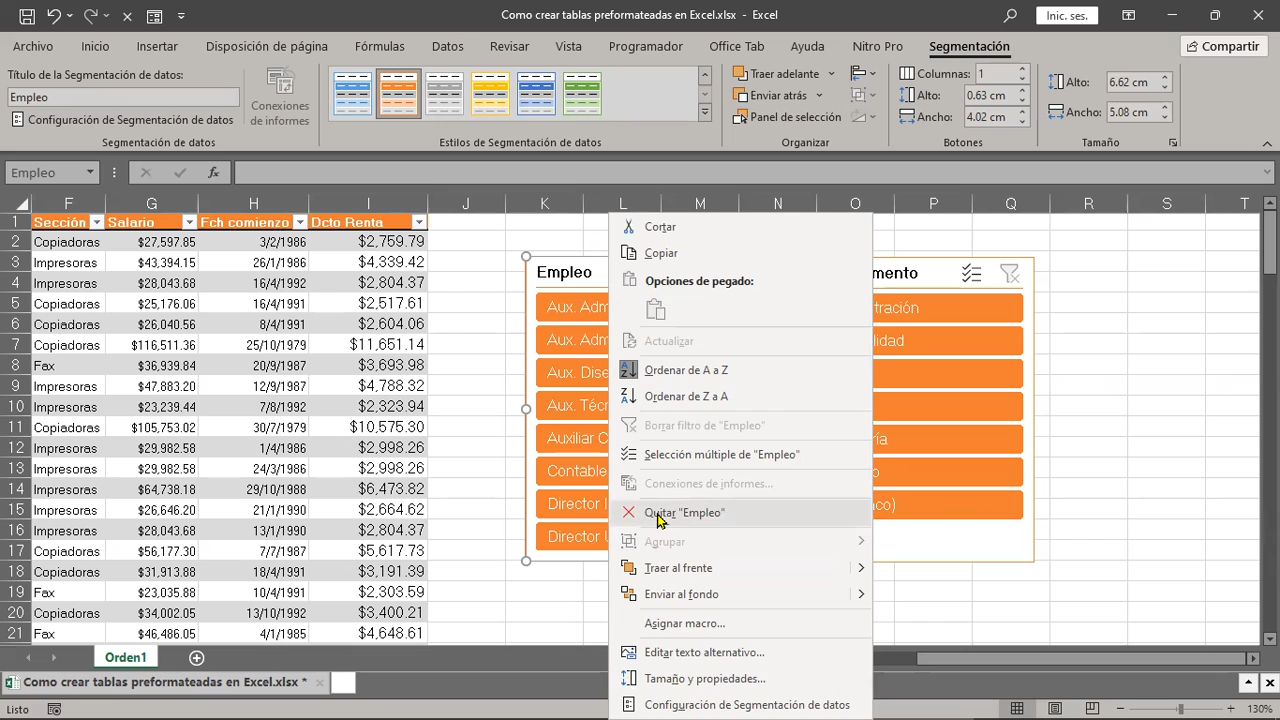 Como crear tablas preformateadas en Excel.xlsx - Excel
Inic. ses.
Archivo Inicio Insertar Disposición de página Fórmulas Datos Revisar Vista Programador Office Tab Ayuda Nitro Pro Segmentación Compartir
Título de la Segmentación de datos:
Empleo
Configuración de Segmentación de datos
Conexiones
de informes
Segmentación de datos
Estilos de Segmentación de datos
Traer adelante
Enviar atrás
Panel de selección
Organizar
Columnas: 1
Alto: 0.63 cm
Ancho: 4.02 cm
Botones
Alto: 6.62 cm
Ancho: 5.08 cm
Tamaño
Empleo fx
F G H I J K L M N O P Q R S T
1 Sección Salario Fch comienzo Dcto Renta
2 Copiadoras $27,597.85 3/2/1986 $2,759.79
3 Impresoras $43,394.15 26/1/1986 $4,339.42
4 Impresoras $28,043.68 16/4/1992 $2,804.37
5 Copiadoras $25,176.06 16/4/1991 $2,517.61
6 Copiadoras $26,040.56 8/4/1991 $2,604.06
7 Copiadoras $116,511.36 25/10/1979 $11,651.14
8 Fax $36,939.84 20/9/1987 $3,693.98
9 Impresoras $47,883.20 12/9/1987 $4,788.32
10 Impresoras $23,239.44 7/8/1992 $2,323.94
11 Copiadoras $105,753.02 30/7/1979 $10,575.30
12 Impresoras $29,982.58 1/4/1986 $2,998.26
13 Impresoras $29,982.58 24/3/1986 $2,998.26
14 Impresoras $64,738.18 29/10/1988 $6,473.82
15 Impresoras $26,646.19 21/5/1990 $2,664.62
16 Impresoras $28,043.68 13/1/1990 $2,804.37
17 Copiadoras $56,177.30 7/7/1987 $5,617.73
18 Copiadoras $31,913.88 18/4/1991 $3,191.39
19 Fax $23,035.88 10/4/1991 $2,303.59
20 Copiadoras $34,002.05 13/10/1992 $3,400.21
21 Fax $46,486.05 4/1/1985 $4,648.61
Empleo
Aux. Adm
Aux. Adm
Aux. Dise
Aux. Técr
Auxiliar C
Contable
Director I
Director U
Cortar
Copiar
Opciones de pegado:
Actualizar
Ordenar de A a Z
Ordenar de Z a A
Borrar filtro de "Empleo"
Selección múltiple de "Empleo"
Conexiones de informes...
Quitar "Empleo"
Agrupar
Traer al frente
Enviar al fondo
Asignar macro...
Editar texto alternativo...
Tamaño y propiedades...
Configuración de Segmentación de datos
mento
tración
lidad
ría
o
co)
Orden1
Como crear tablas preformateadas en Excel.xlsx *
Listo
130%